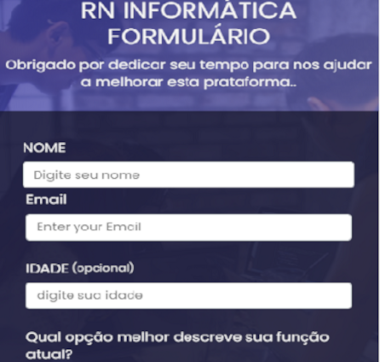 RN INFORMÁTICA
FORMULÁRIO
Obrigado por dedicar seu tempo para nos ajudar
a melhorar esta prataforma..
NOME
Digite seu nome
Email
Enter your Email
IDADE (opcional)
digite sua idade
Qual opção melhor descreve sua função
atual?